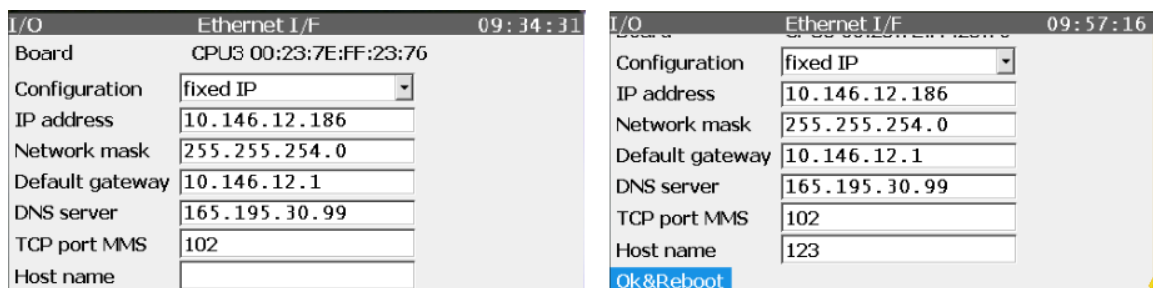 I/O Ethernet I/F 09:34:31
Board CPU3 00:23:7E:FF:23:76
Configuration fixed IP
IP address 10.146.12.186
Network mask 255.255.254.0
Default gateway 10.146.12.1
DNS server 165.195.30.99
TCP port MMS 102
Host name
I/O Ethernet I/F 09:57:16
Configuration fixed IP
IP address 10.146.12.186
Network mask 255.255.254.0
Default gateway 10.146.12.1
DNS server 165.195.30.99
TCP port MMS 102
Host name 123
Ok&Reboot